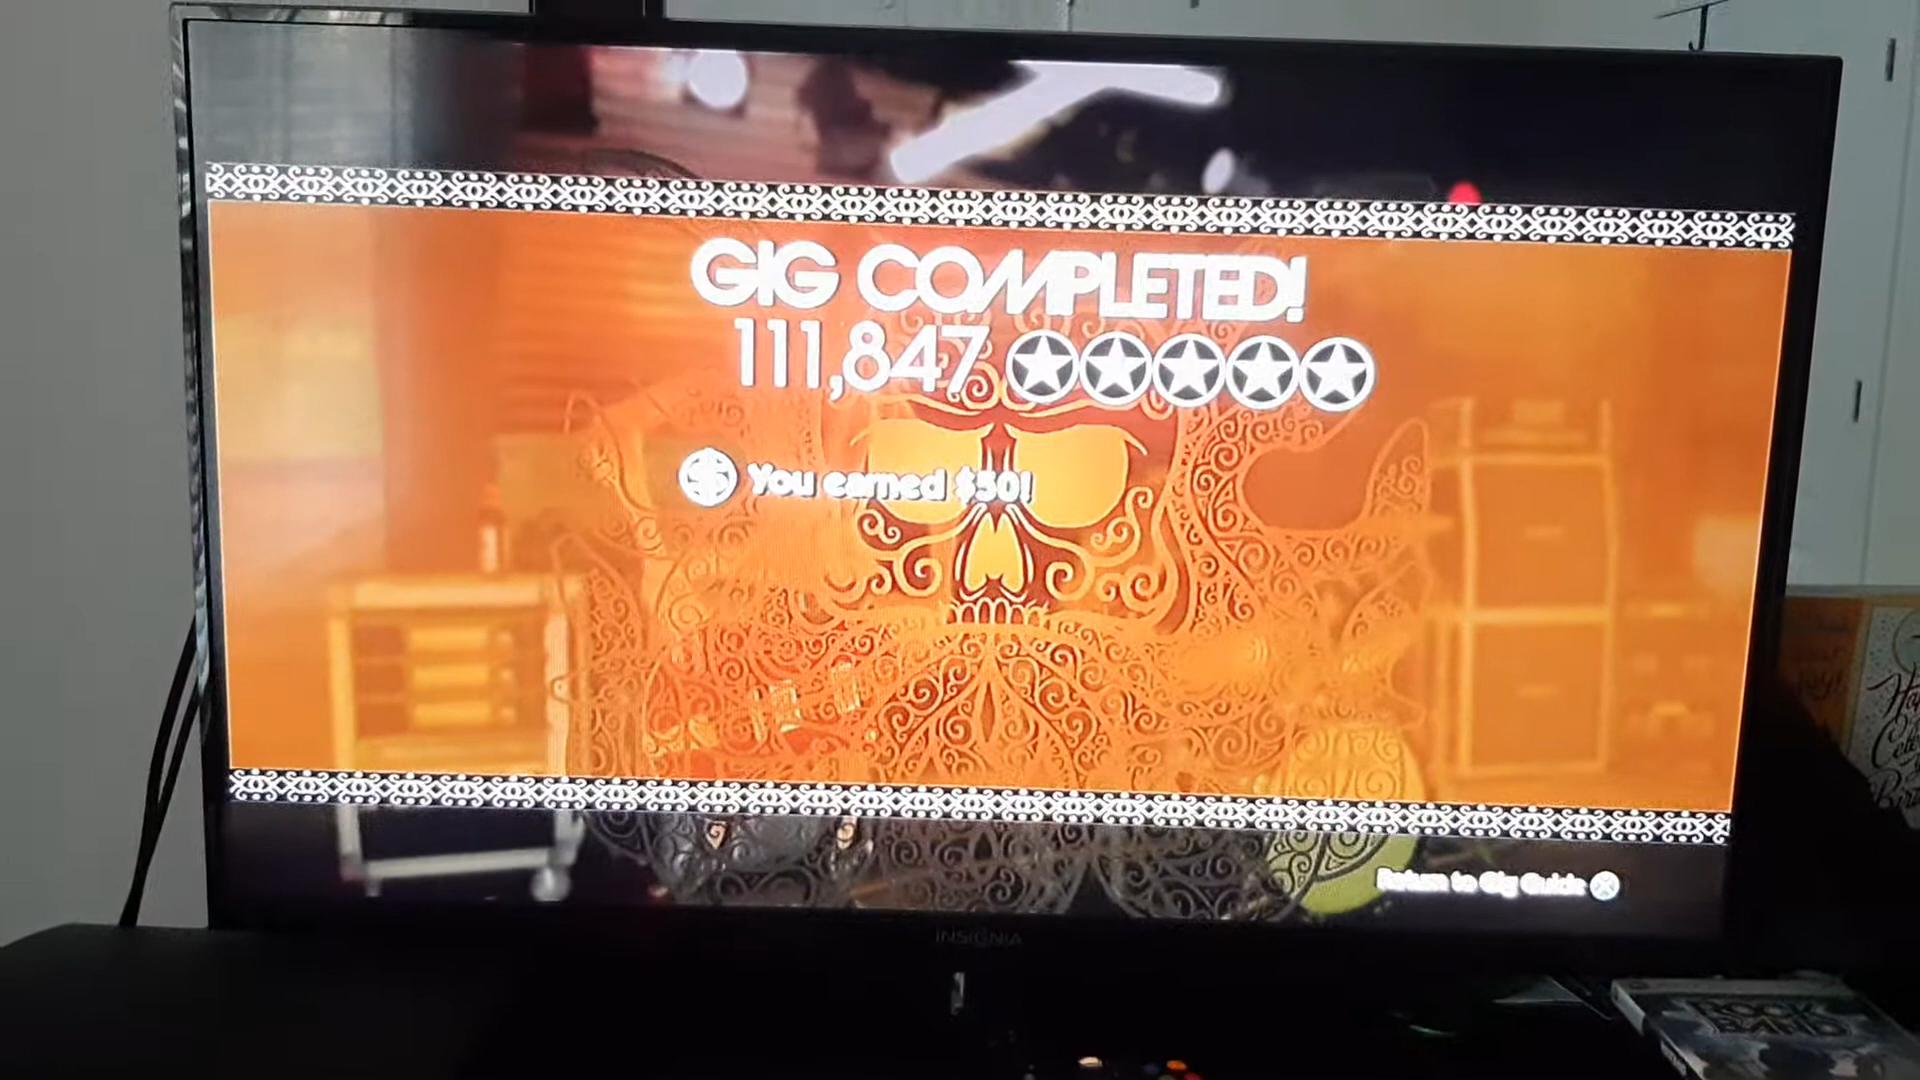 GIG COMPLETED!
111,847
You earned $50!
Return to Gig Guide
INSIGNIA
ROCK
BAND